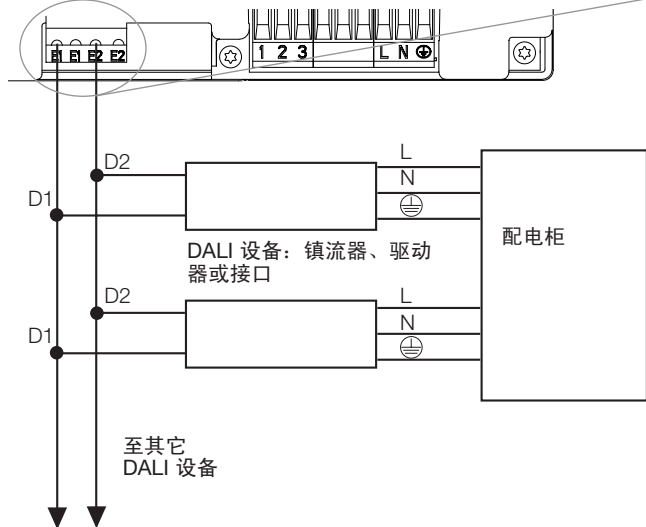 E1 E1 E2 E2
1 2 3 L N
D2
D1
L
N
DALI 设备：镇流器、驱动
器或接口
配电柜
D2
D1
L
N
至其它
DALI 设备